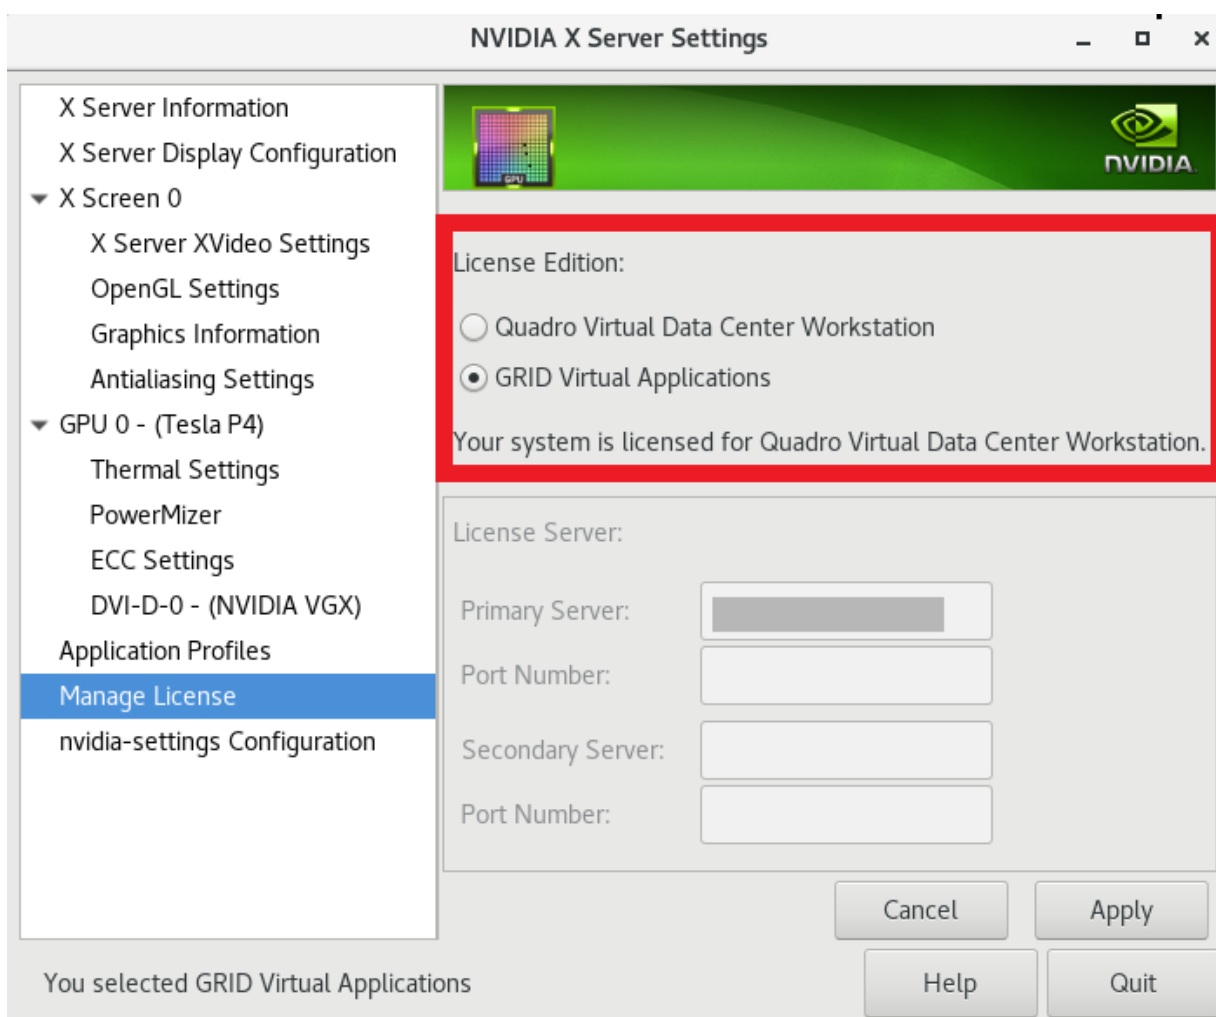 NVIDIA X Server Settings
X Server Information
X Server Display Configuration
X Screen 0
X Server XVideo Settings
OpenGL Settings
Graphics Information
Antialiasing Settings
GPU 0 - (Tesla P4)
Thermal Settings
PowerMizer
ECC Settings
DVI-D-0 - (NVIDIA VGX)
Application Profiles
Manage License
nvidia-settings Configuration
GPU
NVIDIA.
License Edition:
Quadro Virtual Data Center Workstation
GRID Virtual Applications
Your system is licensed for Quadro Virtual Data Center Workstation.
License Server:
Primary Server:
Port Number:
Secondary Server:
Port Number:
Cancel
Apply
You selected GRID Virtual Applications
Help
Quit